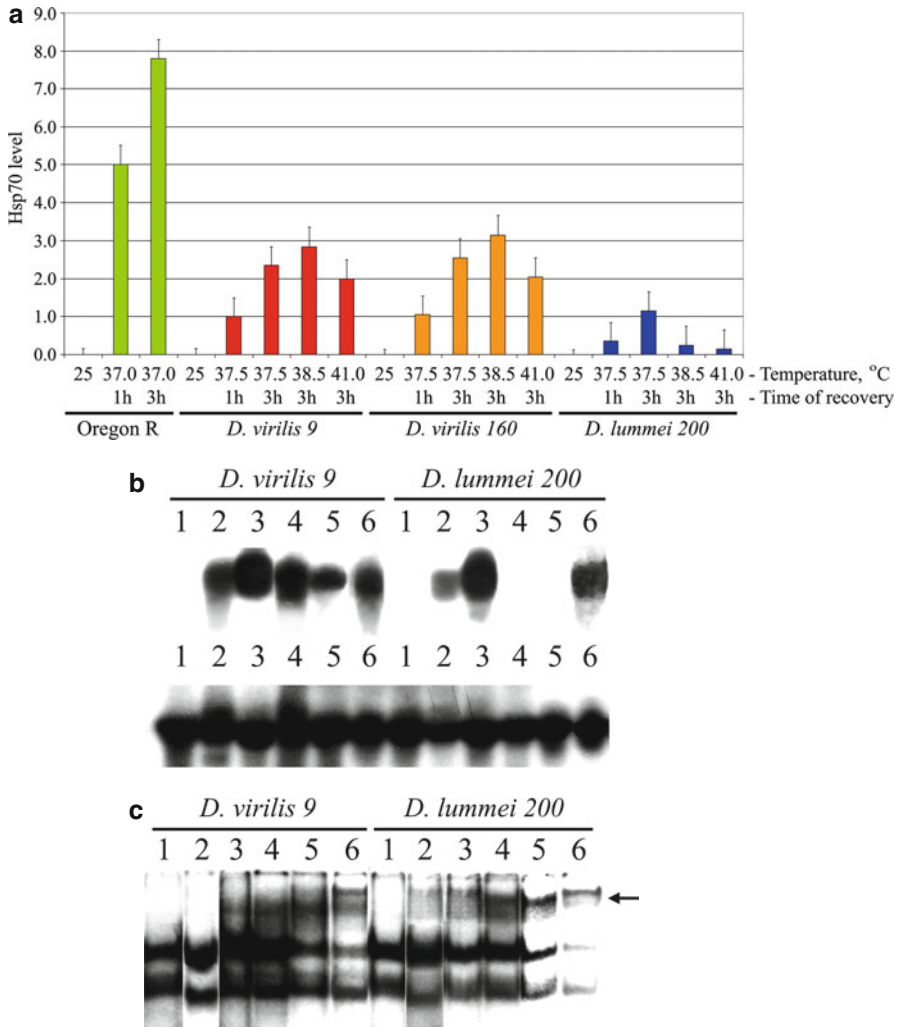 a
9.0
8.0
7.0
6.0
5.0
4.0
3.0
2.0
1.0
0.0
Hsp70 level
25 37.0 37.0 25 37.5 37.5 38.5 41.0 25 37.5 37.5 38.5 41.0 25 37.5 37.5 38.5 41.0 - Temperature, °C
1h 3h 1h 3h 3h 3h 1h 3h 3h 3h 1h 3h 3h 3h - Time of recovery
Oregon R D. virilis 9 D. virilis 160 D. lummei 200
b
D. virilis 9 D. lummei 200
1 2 3 4 5 6 1 2 3 4 5 6
1 2 3 4 5 6 1 2 3 4 5 6
c
D. virilis 9 D. lummei 200
1 2 3 4 5 6 1 2 3 4 5 6